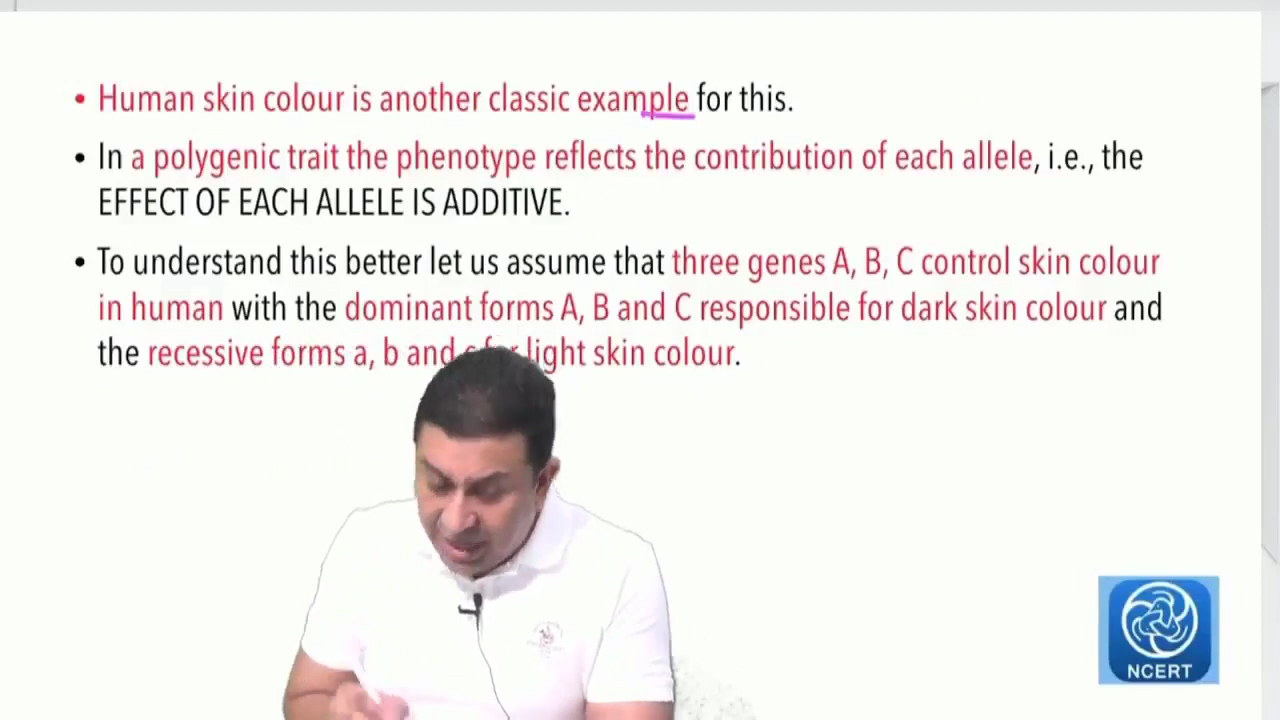 • Human skin colour is another classic example for this.
• In a polygenic trait the phenotype reflects the contribution of each allele, i.e., the
EFFECT OF EACH ALLELE IS ADDITIVE.
• To understand this better let us assume that three genes A, B, C control skin colour
in human with the dominant forms A, B and C responsible for dark skin colour and
the recessive forms a, b and c for light skin colour.
NCERT